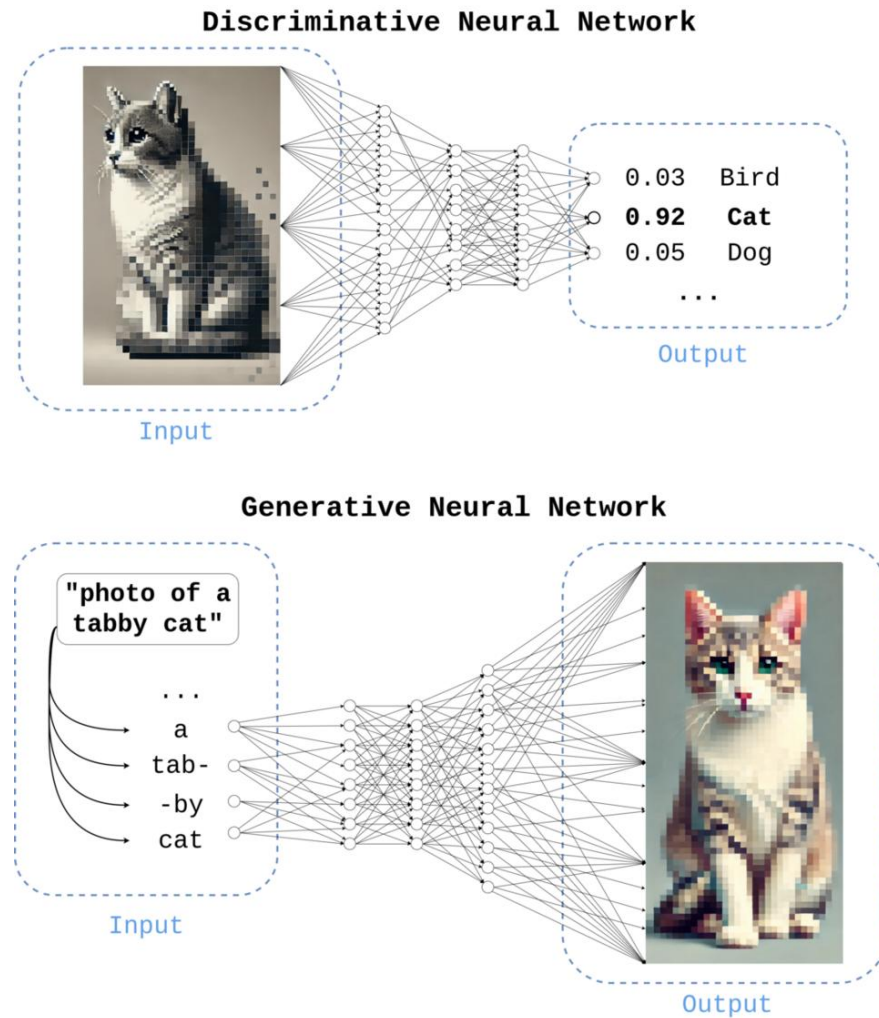 Discriminative Neural Network
0.03 Bird
0.92 Cat
0.05 Dog
...
Output
Input
Generative Neural Network
"photo of a
tabby cat"
...
a
tab-
-by
cat
Input
Output